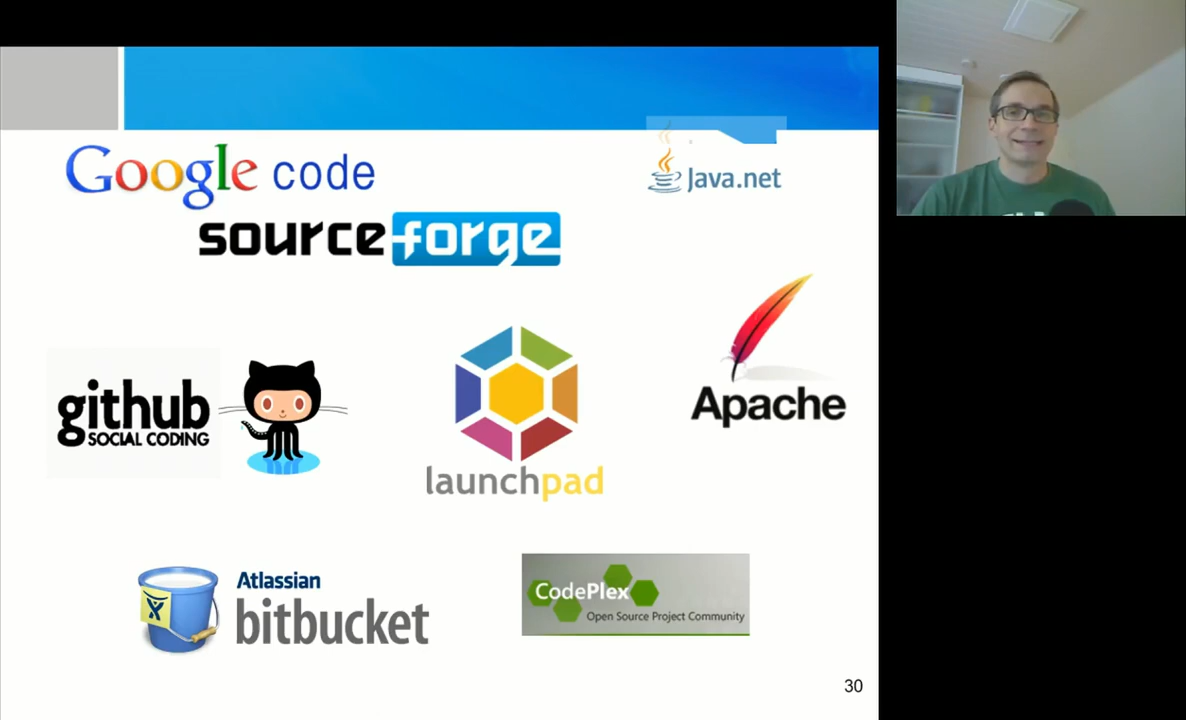 Google code
Java.net
sourceforge
Apache
github
SOCIAL CODING
launchpad
Atlassian
bitbucket
CodePlex
Open Source Project Community
30